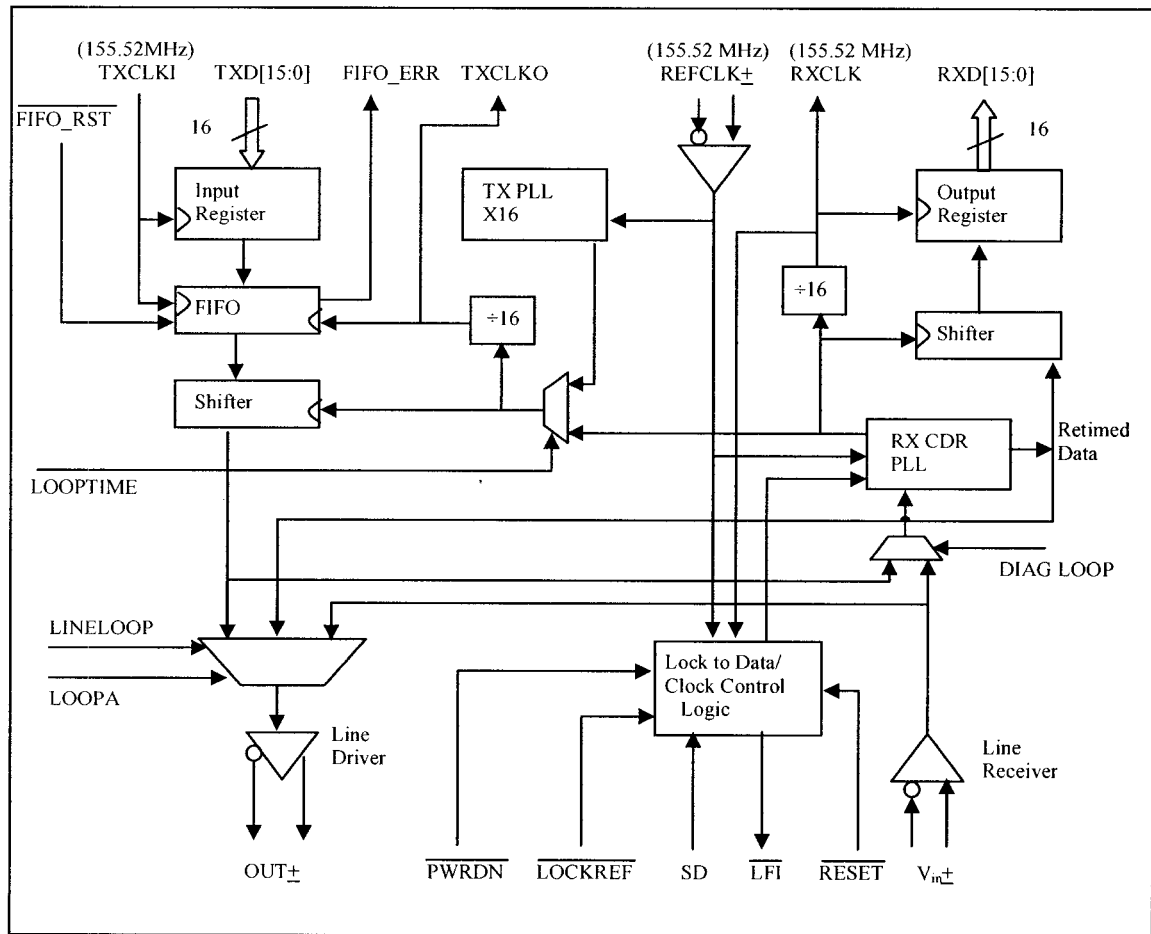 (155.52MHz)
TXCLKI
TXD[15:0]
FIFO_ERR
TXCLKO
(155.52 MHz)
REFCLK±
(155.52 MHz)
RXCLK
RXD[15:0]
FIFO_RST
16
16
Input
Register
TX PLL
X16
Output
Register
FIFO
÷16
÷16
Shifter
Shifter
RX CDR
PLL
Retimed
Data
LOOPTIME
DIAG LOOP
LINELOOP
LOOPA
Lock to Data/
Clock Control
Logic
Line
Driver
Line
Receiver
OUT±
PWRDN
LOCKREF
SD
LFI
RESET
Vin±